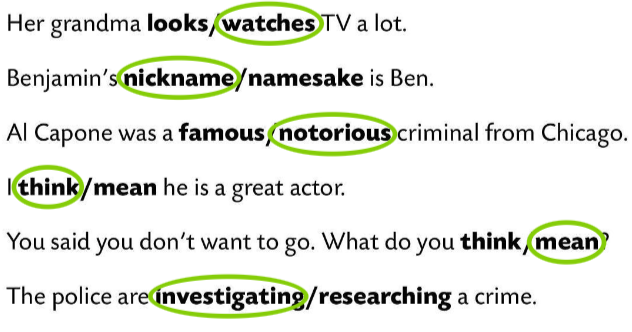 Her grandma looks/watches TV a lot.
Benjamin's nickname/namesake is Ben.
Al Capone was a famous/notorious criminal from Chicago.
I think/mean he is a great actor.
You said you don't want to go. What do you think/mean?
The police are investigating/researching a crime.